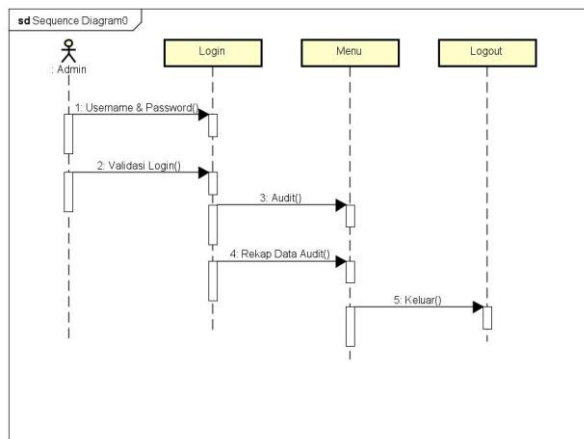 sd Sequence Diagram0
: Admin
Login
Menu
Logout
1: Username & Password()
2: Validasi Login()
3: Audit()
4: Rekap Data Audit()
5: Keluar()